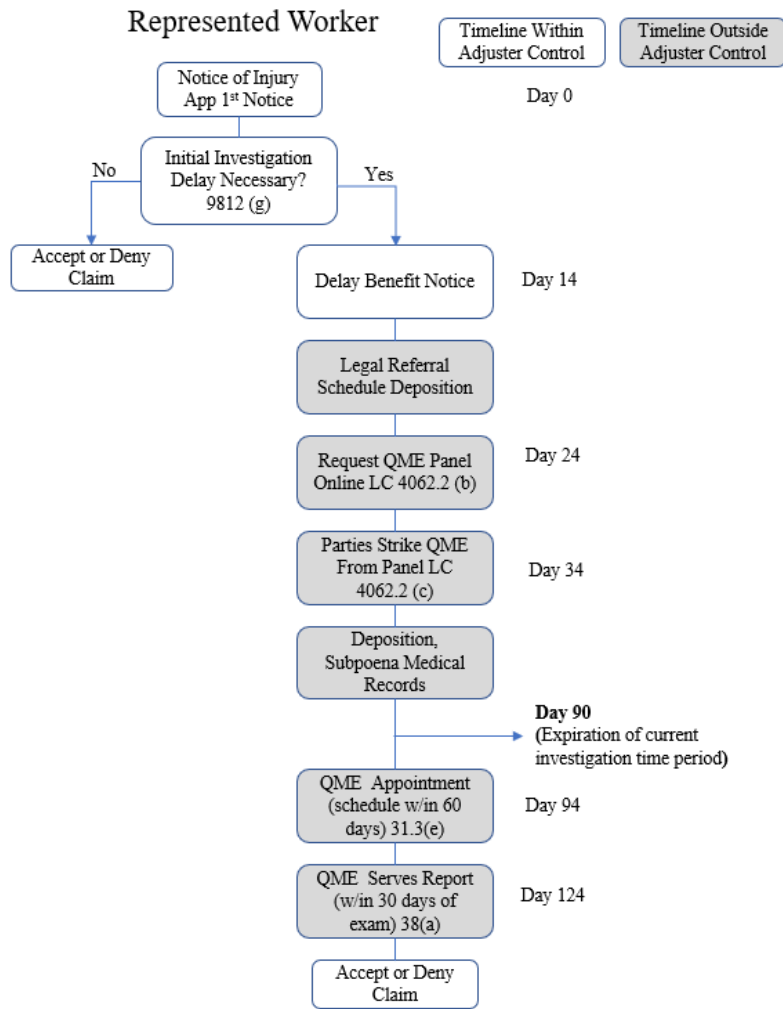 Represented Worker
Timeline Within
Adjuster Control
Timeline Outside
Adjuster Control
Notice of Injury
App 1st Notice
Day 0
Initial Investigation
Delay Necessary?
9812 (g)
No
Yes
Accept or Deny
Claim
Delay Benefit Notice
Day 14
Legal Referral
Schedule Deposition
Request QME Panel
Online LC 4062.2 (b)
Day 24
Parties Strike QME
From Panel LC
4062.2 (c)
Day 34
Deposition,
Subpoena Medical
Records
Day 90
(Expiration of current
investigation time period)
QME Appointment
(schedule w/in 60
days) 31.3(e)
Day 94
QME Serves Report
(w/in 30 days of
exam) 38(a)
Day 124
Accept or Deny
Claim